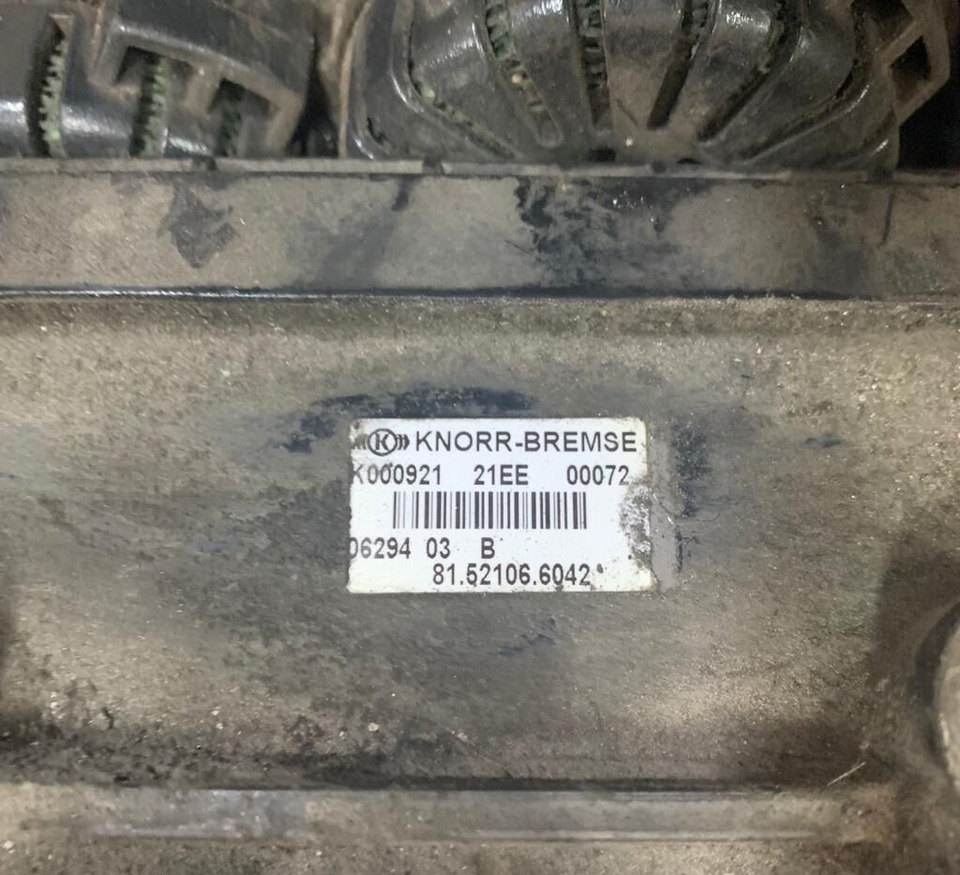 K KNORR-BREMSE
K000921 21EE 00072
06294 03 B
81.52106.6042